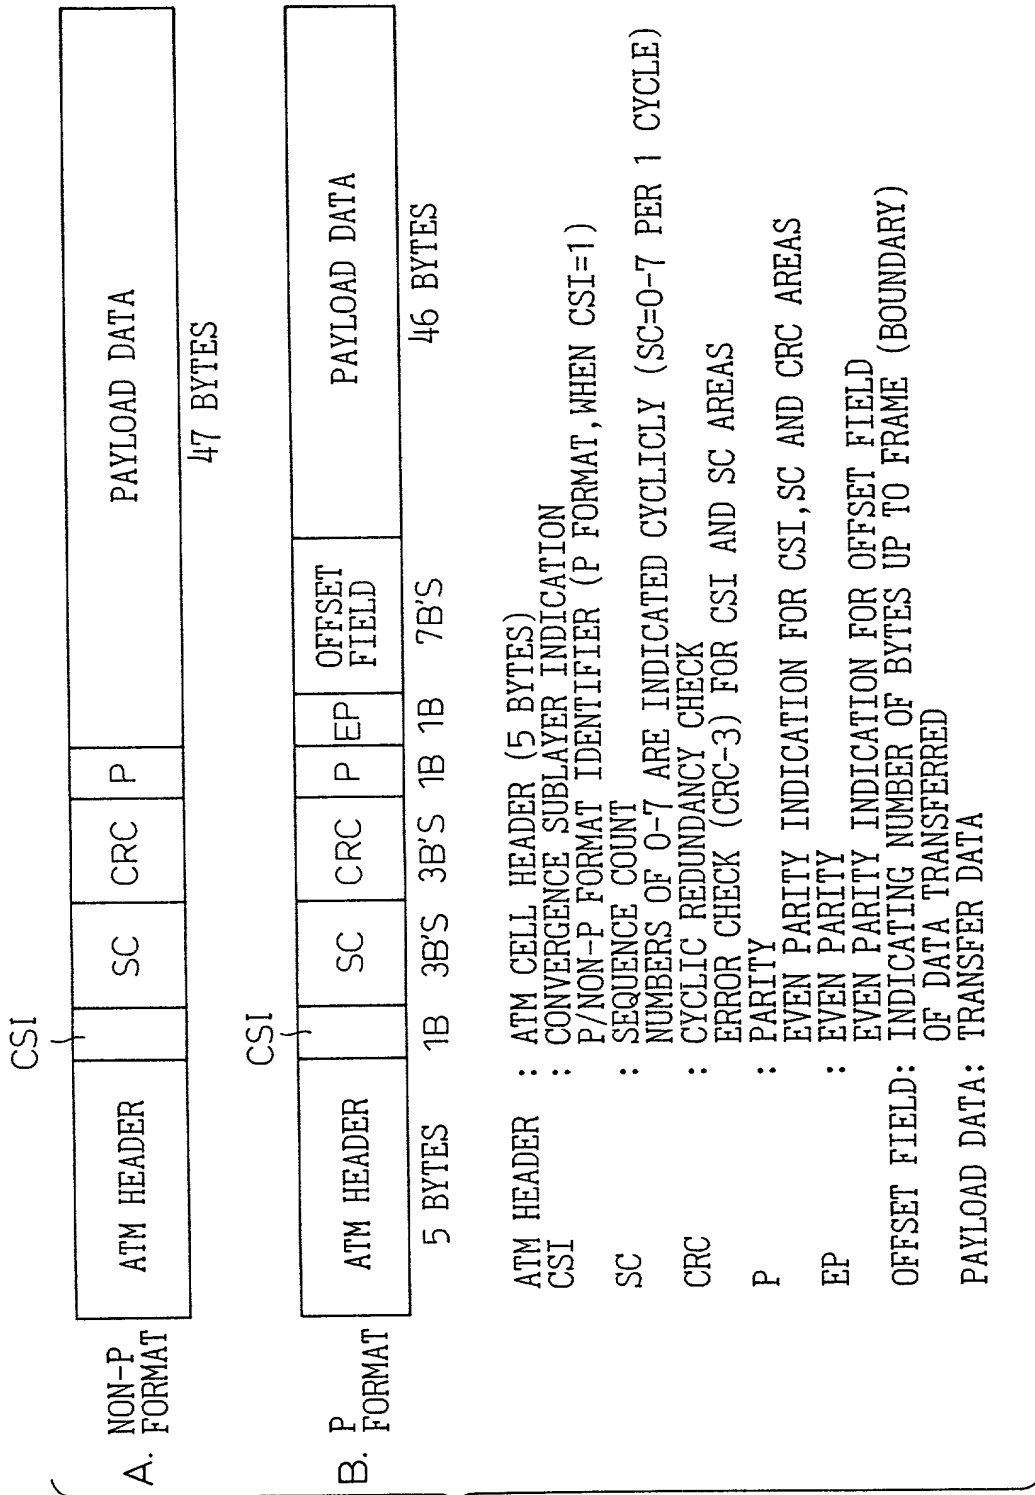 A. NON-P
FORMAT
CSI
ATM HEADER SC CRC P PAYLOAD DATA
47 BYTES
B. P
FORMAT
CSI
ATM HEADER SC CRC P EP OFFSET
FIELD PAYLOAD DATA
5 BYTES 1B 3B'S 3B'S 1B 1B 7B'S 46 BYTES
ATM HEADER : ATM CELL HEADER (5 BYTES)
CSI : CONVERGENCE SUBLAYER INDICATION
P/NON-P FORMAT IDENTIFIER (P FORMAT,WHEN CSI=1)
SC : SEQUENCE COUNT
NUMBERS OF 0-7 ARE INDICATED CYCLICLY (SC=0-7 PER 1 CYCLE)
CRC : CYCLIC REDUNDANCY CHECK
ERROR CHECK (CRC-3) FOR CSI AND SC AREAS
P : PARITY
EVEN PARITY INDICATION FOR CSI,SC AND CRC AREAS
EP : EVEN PARITY
EVEN PARITY INDICATION FOR OFFSET FIELD
OFFSET FIELD: INDICATING NUMBER OF BYTES UP TO FRAME (BOUNDARY)
OF DATA TRANSFERRED
PAYLOAD DATA: TRANSFER DATA